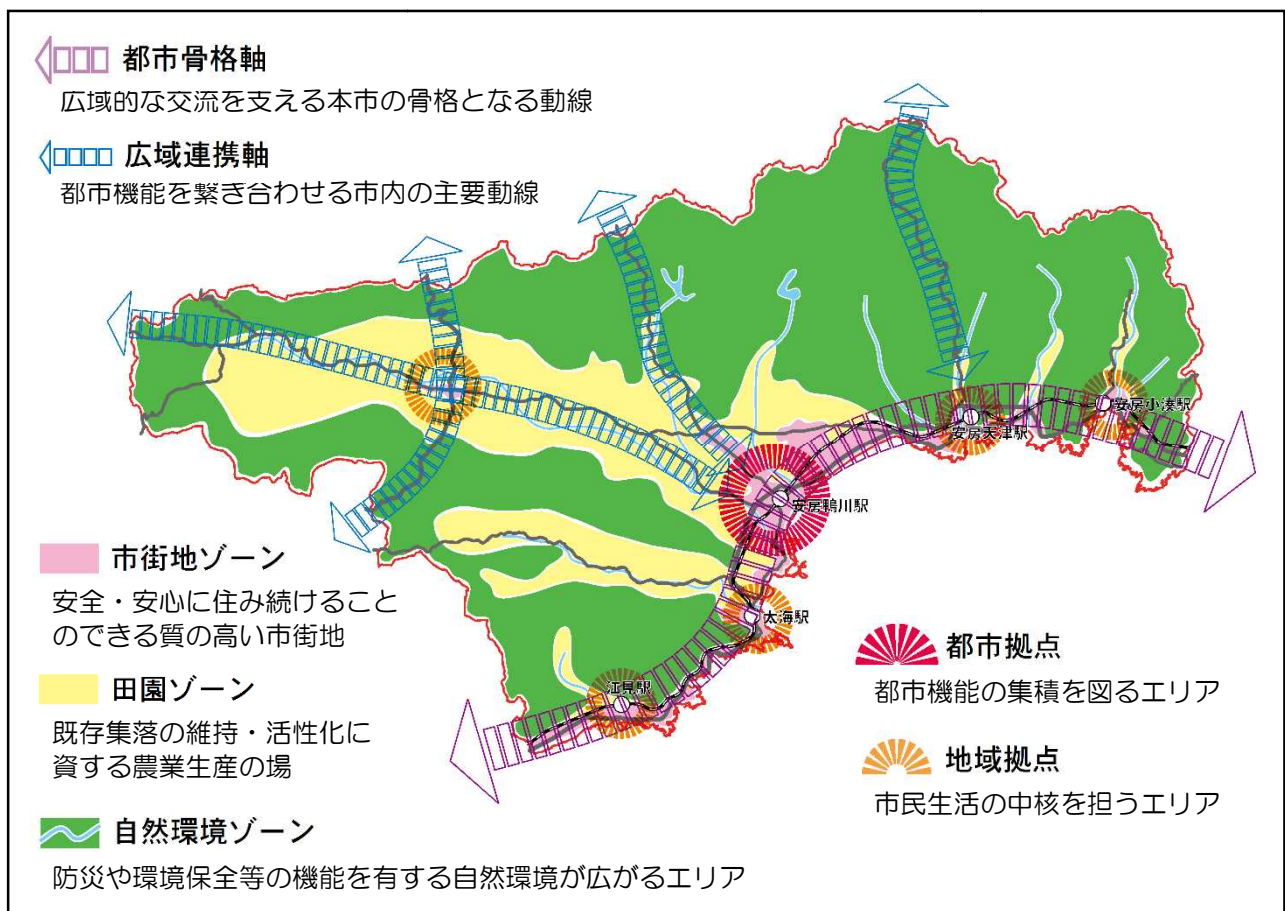 都市骨格軸
広域的な交流を支える本市の骨格となる動線
広域連携軸
都市機能を繋き合わせる市内の主要動線
安房小湊駅
安房天津駅
安房鴨川駅
太海駅
江見駅
市街地ゾーン
安全・安心に住み続けること
のできる質の高い市街地
田園ゾーン
既存集落の維持・活性化に
資する農業生産の場
自然環境ゾーン
防災や環境保全等の機能を有する自然環境が広がるエリア
都市拠点
都市機能の集積を図るエリア
地域拠点
市民生活の中核を担うエリア